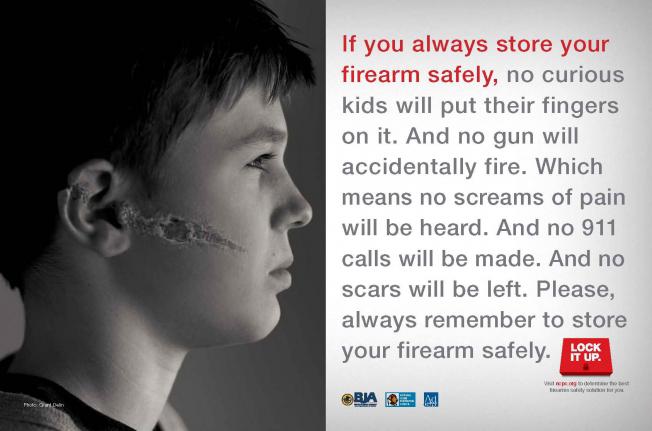 If you always store your
firearm safely, no curious
kids will put their fingers
on it. And no gun will
accidentally fire. Which
means no screams of pain
will be heard. And no 911
calls will be made. And no
scars will be left. Please,
always remember to store
your firearm safely.
LOCK
IT UP.
Visit ncpc.org to determine the best
firearms safety solution for you.
BJA
Ad
Photo: Grant Delin